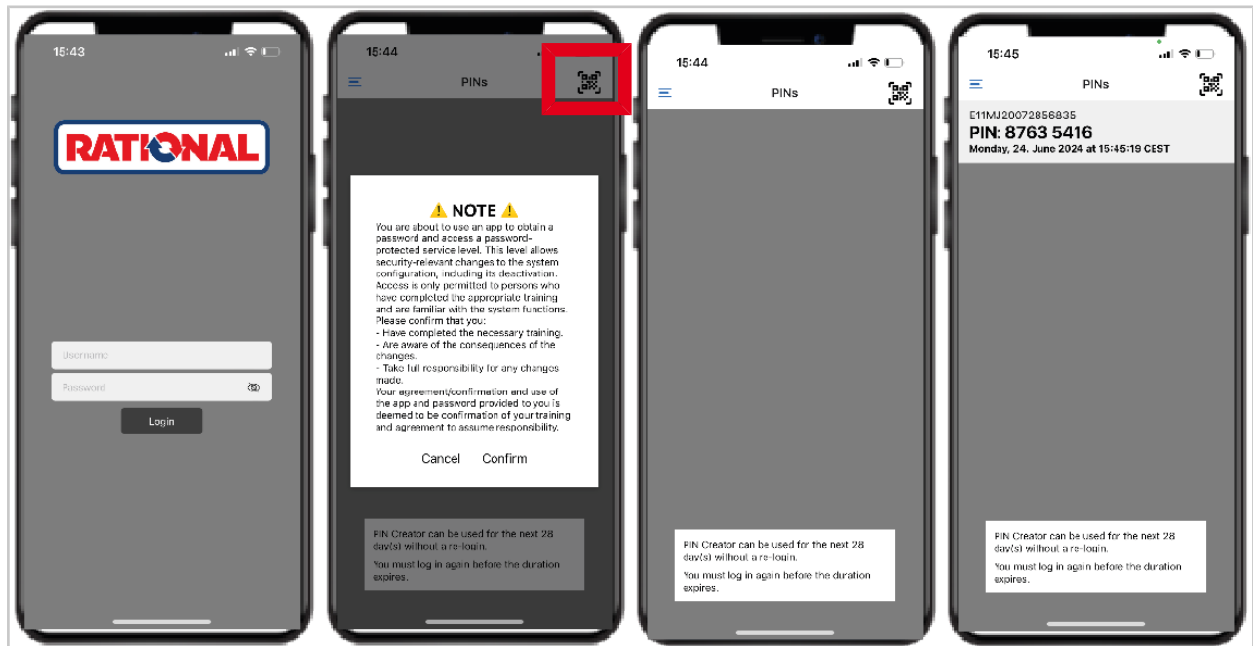 15:43
RATIONAL
Username
Password
Login
15:44
PINs
⚠ NOTE ⚠
You are about to use an app to obtain a
password and access a password-
protected service level. This level allows
security-relevant changes to the system
configuration, including its deactivation.
Access is only permitted to persons who
have completed the appropriate training
and are familiar with the system functions.
Please confirm that you:
- Have completed the necessary training.
- Are aware of the consequences of the
changes.
- Take full responsibility for any changes
made.
Your agreement/confirmation and use of
the app and password provided to you is
deemed to be confirmation of your training
and agreement to assume responsibility.
Cancel Confirm
PIN Creator can be used for the next 28
day(s) without a re-login.
You must log in again before the duration
expires.
15:44
PINs
PIN Creator can be used for the next 28
day(s) without a re-login.
You must log in again before the duration
expires.
15:45
PINs
E11MJ20072856835
PIN: 8763 5416
Monday, 24. June 2024 at 15:45:19 CEST
PIN Creator can be used for the next 28
day(s) without a re-login.
You must log in again before the duration
expires.